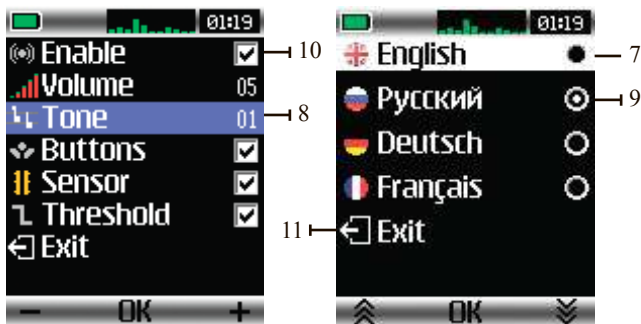 01:19
Enable
10
Volume 05
Tone 01
8
Buttons
Sensor
Threshold
Exit
OK
01:19
English
7
Русский
9
Deutsch
Français
11
Exit
OK